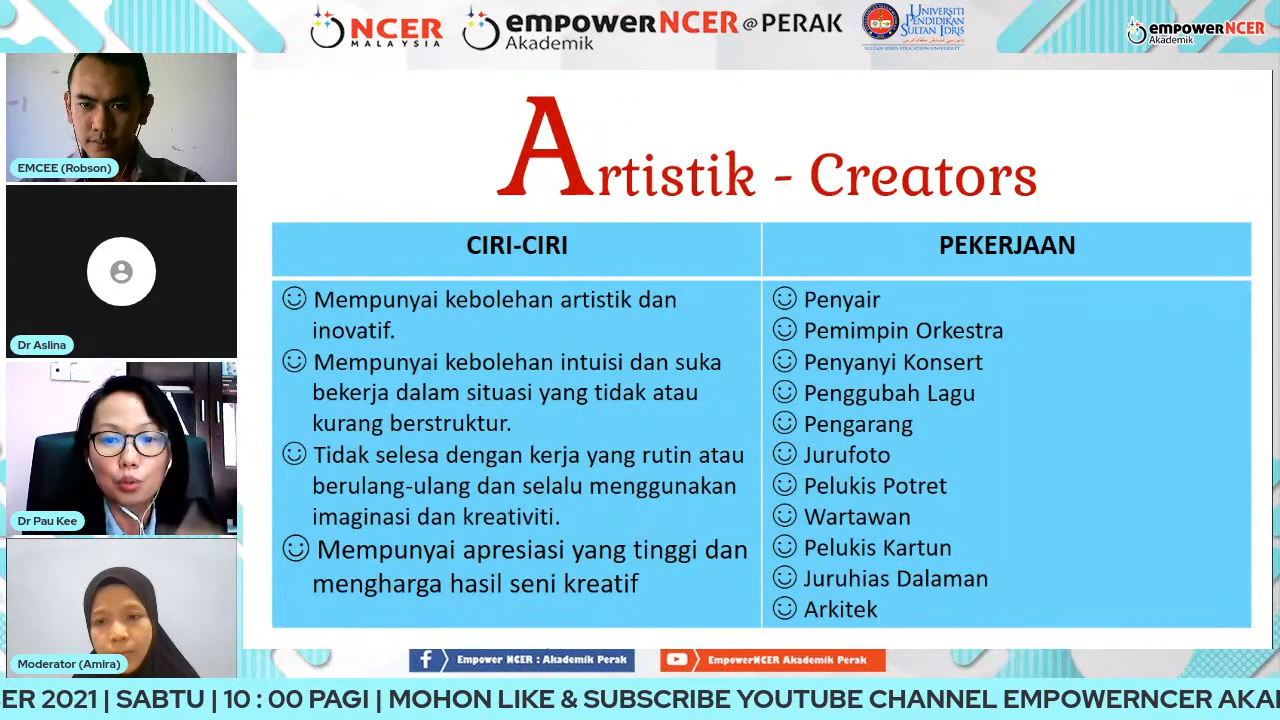 NCER
MALAYSIA
empowerNCER @ PERAK
Akademik
UNIVERSITI
PENDIDIKAN
SULTAN IDRIS
SULTAN IDRIS EDUCATION UNIVERSITY
empowerNCER
Akademik
EMCEE (Robson)
Dr Aslina
Dr Pau Kee
Moderator (Amira)
Artistik - Creators
CIRI-CIRI
Mempunyai kebolehan artistik dan
inovatif.
Mempunyai kebolehan intuisi dan suka
bekerja dalam situasi yang tidak atau
kurang berstruktur.
Tidak selesa dengan kerja yang rutin atau
berulang-ulang dan selalu menggunakan
imaginasi dan kreativiti.
Mempunyai apresiasi yang tinggi dan
mengharga hasil seni kreatif
PEKERJAAN
Penyair
Pemimpin Orkestra
Penyanyi Konsert
Penggubah Lagu
Pengarang
Jurufoto
Pelukis Potret
Wartawan
Pelukis Kartun
Juruhias Dalaman
Arkitek
Empower NCER : Akademik Perak
EmpowerNCER Akademik Perak
BER 2021 | SABTU | 10 : 00 PAGI | MOHON LIKE & SUBSCRIBE YOUTUBE CHANNEL EMPOWERNCER AKA